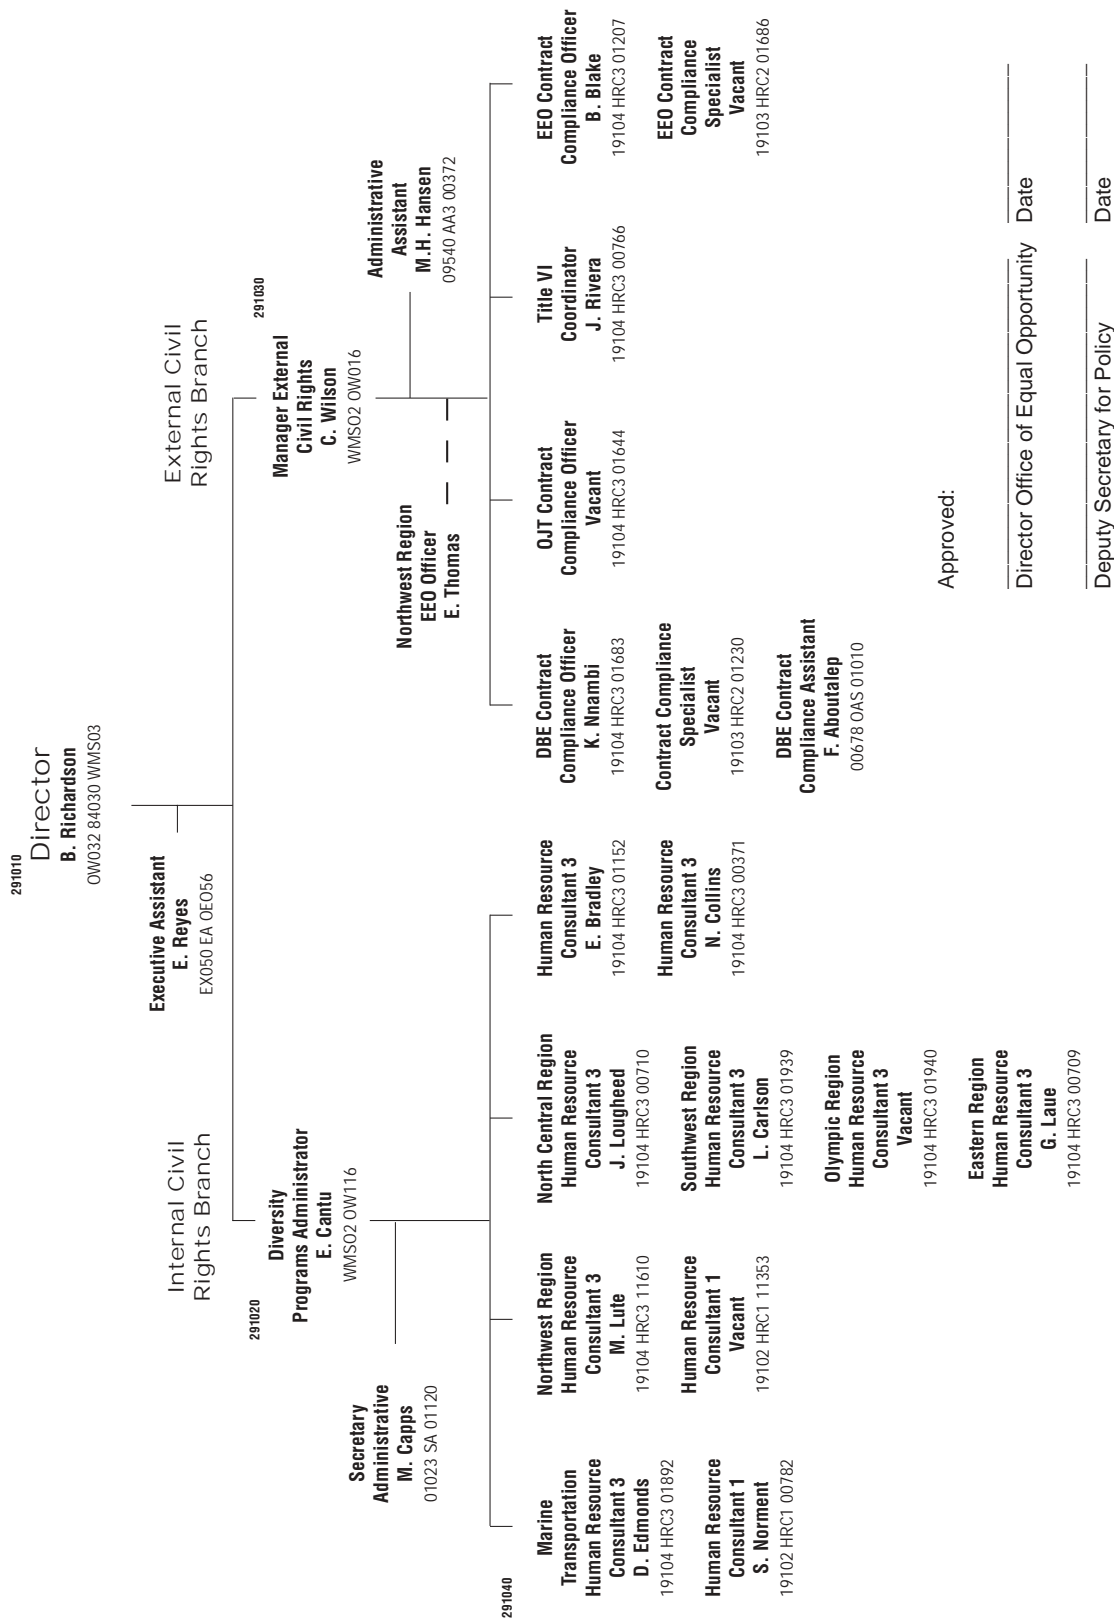 291010
Director
B. Richardson
OW032 84030 WMS03
Executive Assistant
E. Reyes
EX050 EA OEO56
Internal Civil
Rights Branch
External Civil
Rights Branch
291020
Diversity
Programs Administrator
E. Cantu
WMSO2 OW116
291030
Manager External
Civil Rights
C. Wilson
WMSO2 OW016
Secretary
Administrative
M. Capps
01023 SA 01120
Administrative
Assistant
M.H. Hansen
09540 AA3 00372
Northwest Region
EEO Officer
E. Thomas
291040
Marine
Transportation
Human Resource
Consultant 3
D. Edmonds
19104 HRC3 01892
Human Resource
Consultant 1
S. Norment
19102 HRC1 00782
Northwest Region
Human Resource
Consultant 3
M. Lute
19104 HRC3 11610
Human Resource
Consultant 1
Vacant
19102 HRC1 11353
North Central Region
Human Resource
Consultant 3
J. Lougheed
19104 HRC3 00710
Southwest Region
Human Resource
Consultant 3
L. Carlson
19104 HRC3 01939
Olympic Region
Human Resource
Consultant 3
Vacant
19104 HRC3 01940
Eastern Region
Human Resource
Consultant 3
G. Laue
19104 HRC3 00709
Human Resource
Consultant 3
E. Bradley
19104 HRC3 01152
Human Resource
Consultant 3
N. Collins
19104 HRC3 00371
DBE Contract
Compliance Officer
K. Nnambi
19104 HRC3 01683
Contract Compliance
Specialist
Vacant
19103 HRC2 01230
DBE Contract
Compliance Assistant
F. Aboutalep
00678 OAS 01010
OJT Contract
Compliance Officer
Vacant
19104 HRC3 01644
Title VI
Coordinator
J. Rivera
19104 HRC3 00766
EEO Contract
Compliance Officer
B. Blake
19104 HRC3 01207
EEO Contract
Compliance
Specialist
Vacant
19103 HRC2 01686
Approved:
Director Office of Equal Opportunity Date
Deputy Secretary for Policy Date